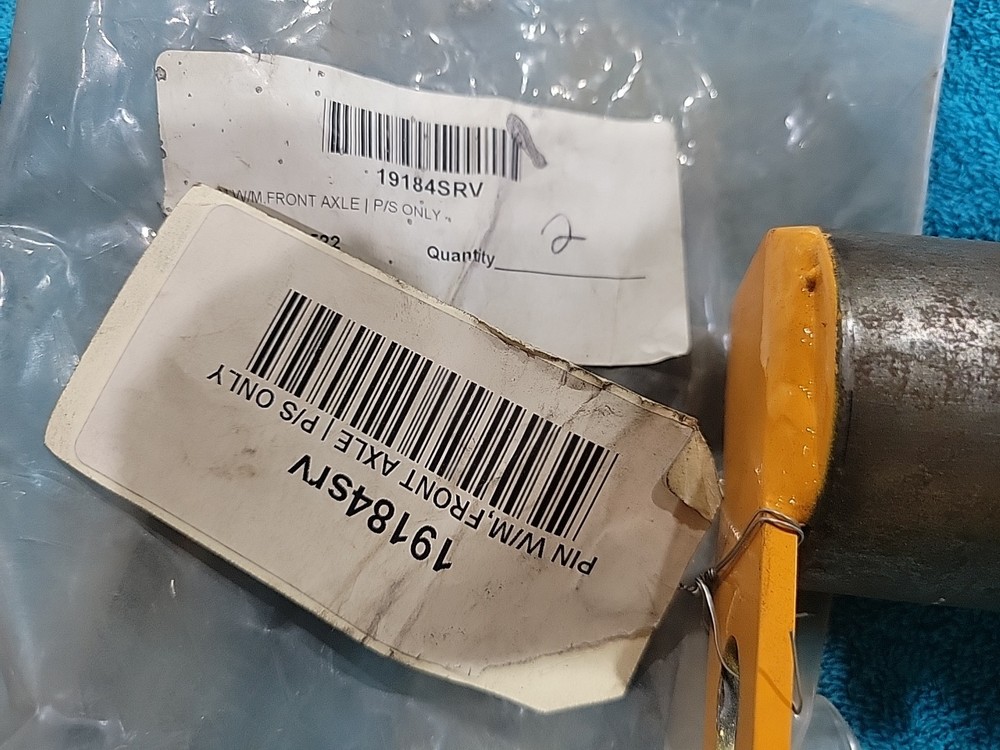 19184SRV
W/M.FRONT AXLE | P/S ONLY
Quantity 2
PIN W/M,FRONT AXLE | P/S ONLY
19184srv